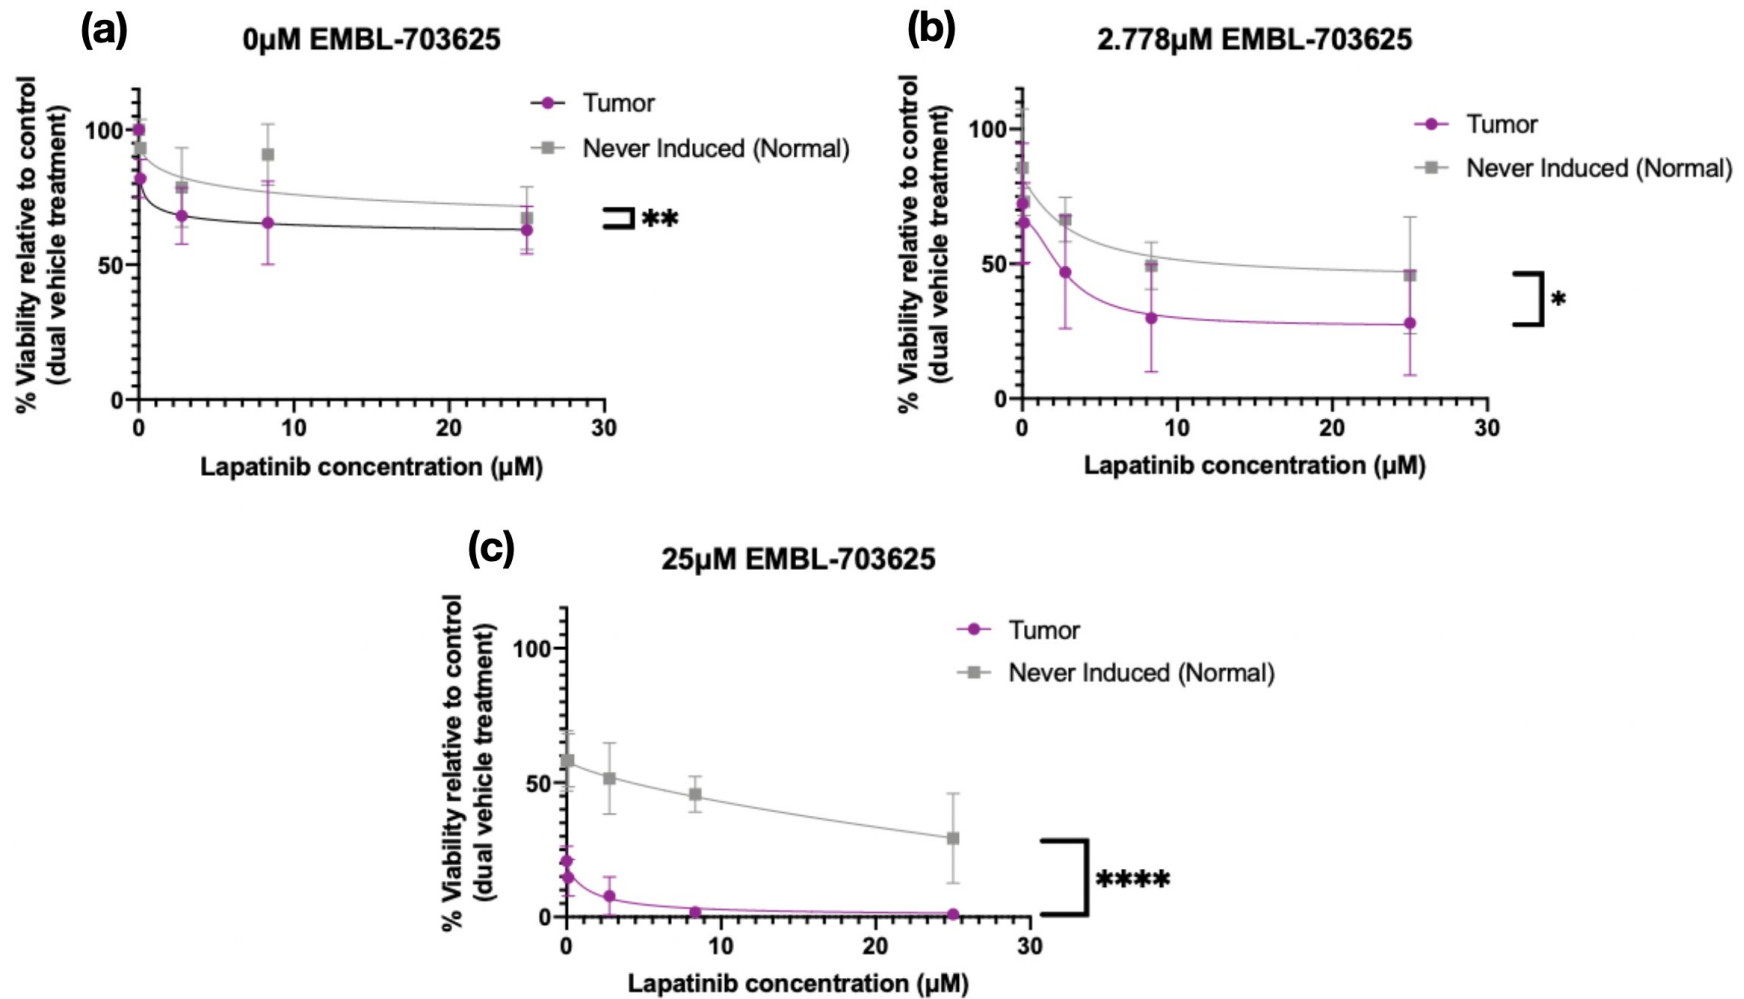 (a)
0µM EMBL-703625
% Viability relative to control
(dual vehicle treatment)
100
50
0
0 10 20 30
Lapatinib concentration (µM)
Tumor
Never Induced (Normal)
**
(b)
2.778µM EMBL-703625
% Viability relative to control
(dual vehicle treatment)
100
50
0
0 10 20 30
Lapatinib concentration (µM)
Tumor
Never Induced (Normal)
*
(c)
25µM EMBL-703625
% Viability relative to control
(dual vehicle treatment)
100
50
0
0 10 20 30
Lapatinib concentration (µM)
Tumor
Never Induced (Normal)
****